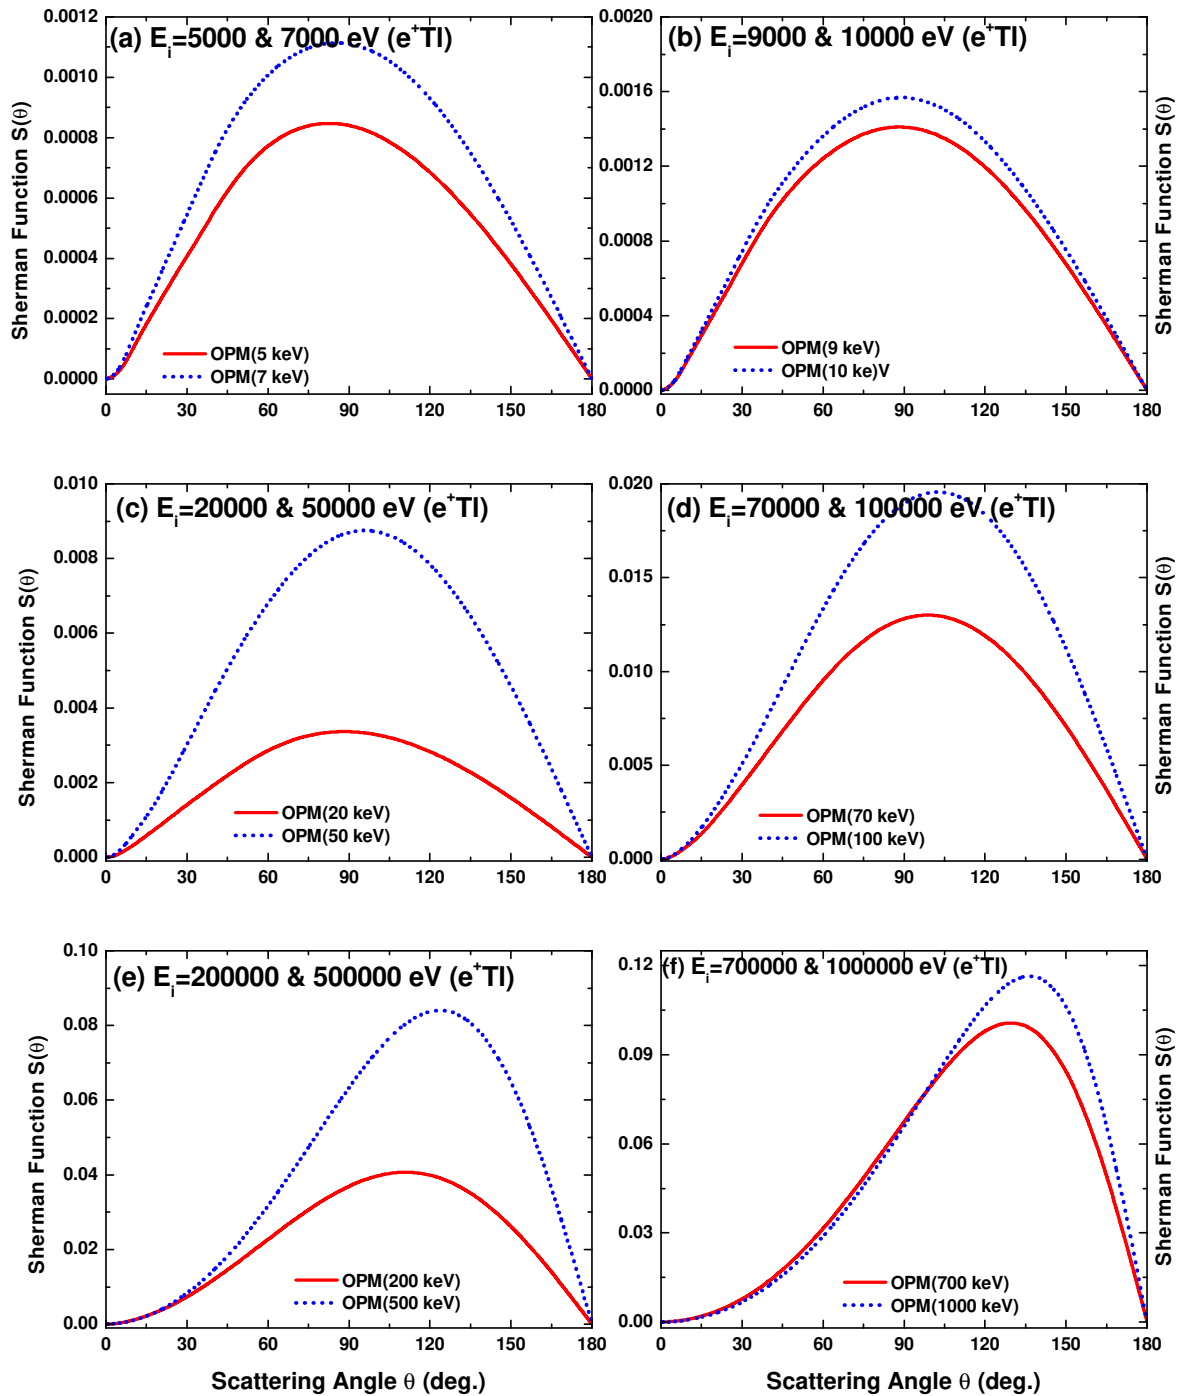 (a) E_i=5000 & 7000 eV (e⁺Tl)
Sherman Function S(θ)
0.0012
0.0010
0.0008
0.0006
0.0004
0.0002
0.0000
OPM(5 keV)
OPM(7 keV)
0 30 60 90 120 150 180
(b) E_i=9000 & 10000 eV (e⁺Tl)
Sherman Function S(θ)
0.0020
0.0016
0.0012
0.0008
0.0004
0.0000
OPM(9 keV)
OPM(10 ke)V
0 30 60 90 120 150 180
(c) E_i=20000 & 50000 eV (e⁺Tl)
Sherman Function S(θ)
0.010
0.008
0.006
0.004
0.002
0.000
OPM(20 keV)
OPM(50 keV)
0 30 60 90 120 150 180
(d) E_i=70000 & 100000 eV (e⁺Tl)
Sherman Function S(θ)
0.020
0.015
0.010
0.005
0.000
OPM(70 keV)
OPM(100 keV)
0 30 60 90 120 150 180
(e) E_i=200000 & 500000 eV (e⁺Tl)
Sherman Function S(θ)
0.10
0.08
0.06
0.04
0.02
0.00
OPM(200 keV)
OPM(500 keV)
0 30 60 90 120 150 180
Scattering Angle θ (deg.)
(f) E_i=700000 & 1000000 eV (e⁺Tl)
Sherman Function S(θ)
0.12
0.09
0.06
0.03
0.00
OPM(700 keV)
OPM(1000 keV)
0 30 60 90 120 150 180
Scattering Angle θ (deg.)